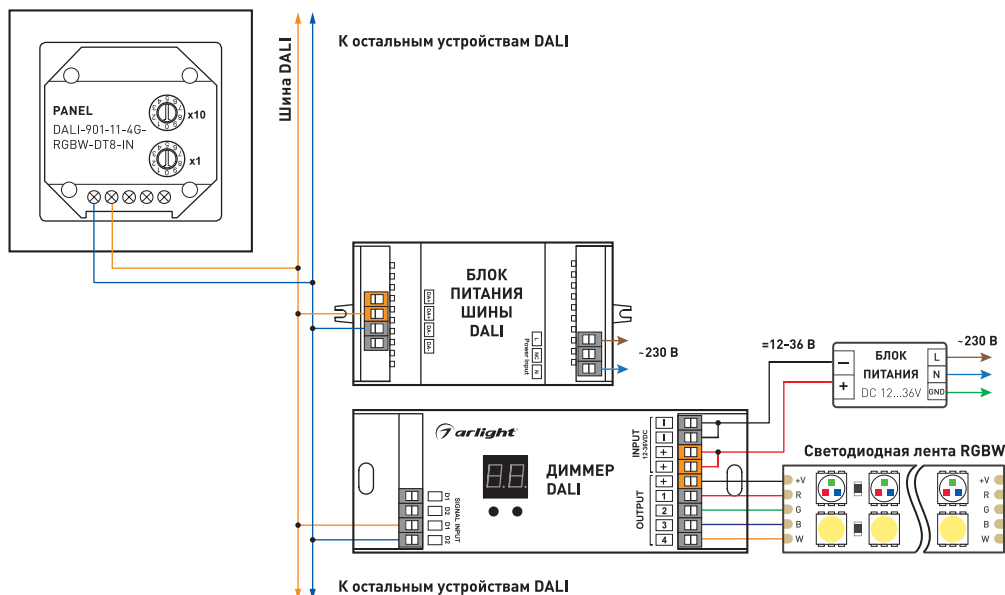 Шина DALI
К остальным устройствам DALI
PANEL
DALI-901-11-4G-
RGBW-DT8-IN
x10
x1
БЛОК
ПИТАНИЯ
ШИНЫ
DALI
DA+
DA+
DA-
DA-
L
NC
N
Power Input
~230 В
=12-36 В
БЛОК
ПИТАНИЯ
DC 12...36V
–
+
L
N
GND
~230 В
arlight
ДИММЕР
DALI
8.8.
D1
D2
D1
D2
SIGNAL INPUT
INPUT
12-36VDC
–
–
+
+
OUTPUT
+
1
2
3
4
Светодиодная лента RGBW
+V
R
G
B
W
+V
R
G
B
W
К остальным устройствам DALI